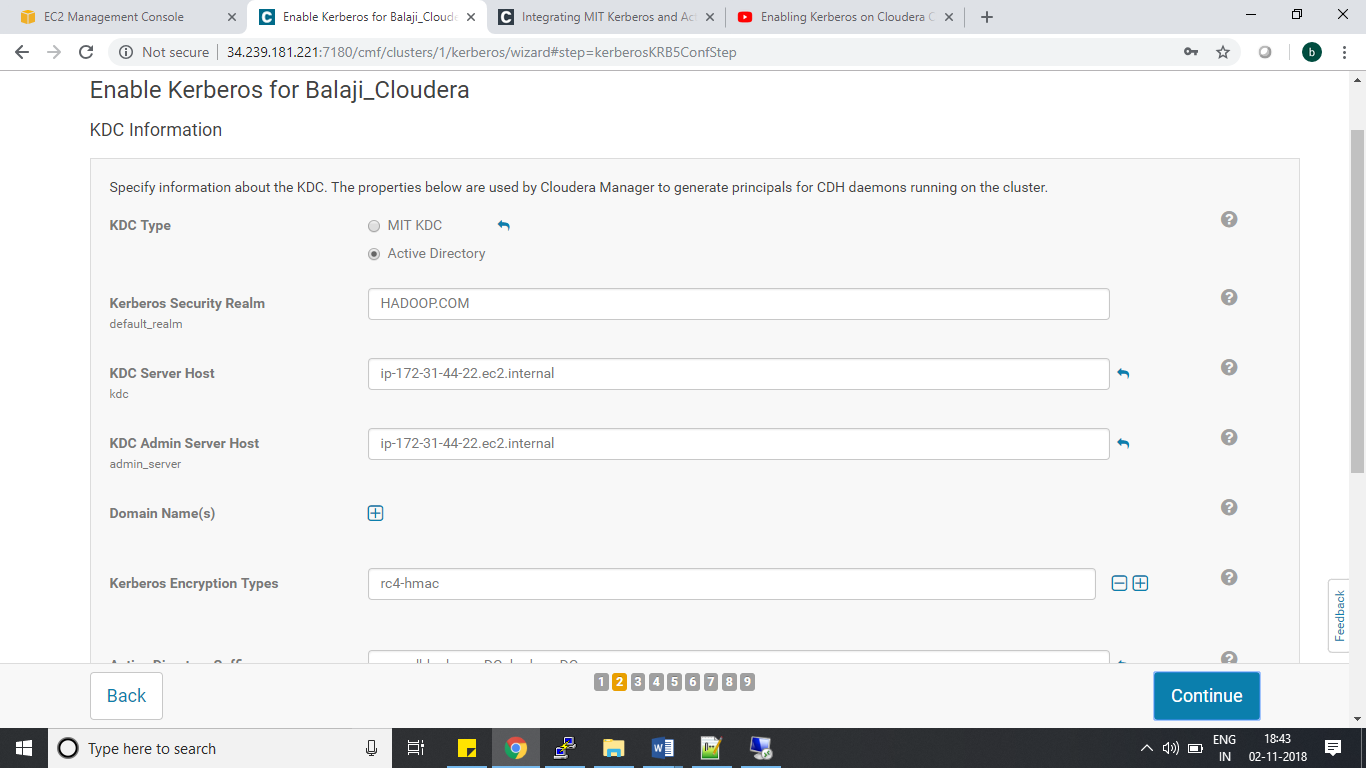 EC2 Management Console
Enable Kerberos for Balaji_Cloude
Integrating MIT Kerberos and Act
Enabling Kerberos on Cloudera C
Not secure
34.239.181.221:7180/cmf/clusters/1/kerberos/wizard#step=kerberosKRB5ConfStep
b
Enable Kerberos for Balaji_Cloudera
KDC Information
Specify information about the KDC. The properties below are used by Cloudera Manager to generate principals for CDH daemons running on the cluster.
KDC Type
MIT KDC
Active Directory
Kerberos Security Realm
default_realm
HADOOP.COM
KDC Server Host
kdc
ip-172-31-44-22.ec2.internal
KDC Admin Server Host
admin_server
ip-172-31-44-22.ec2.internal
Domain Name(s)
Kerberos Encryption Types
rc4-hmac
Feedback
Back
1 2 3 4 5 6 7 8 9
Continue
Type here to search
ENG
IN
18:43
02-11-2018